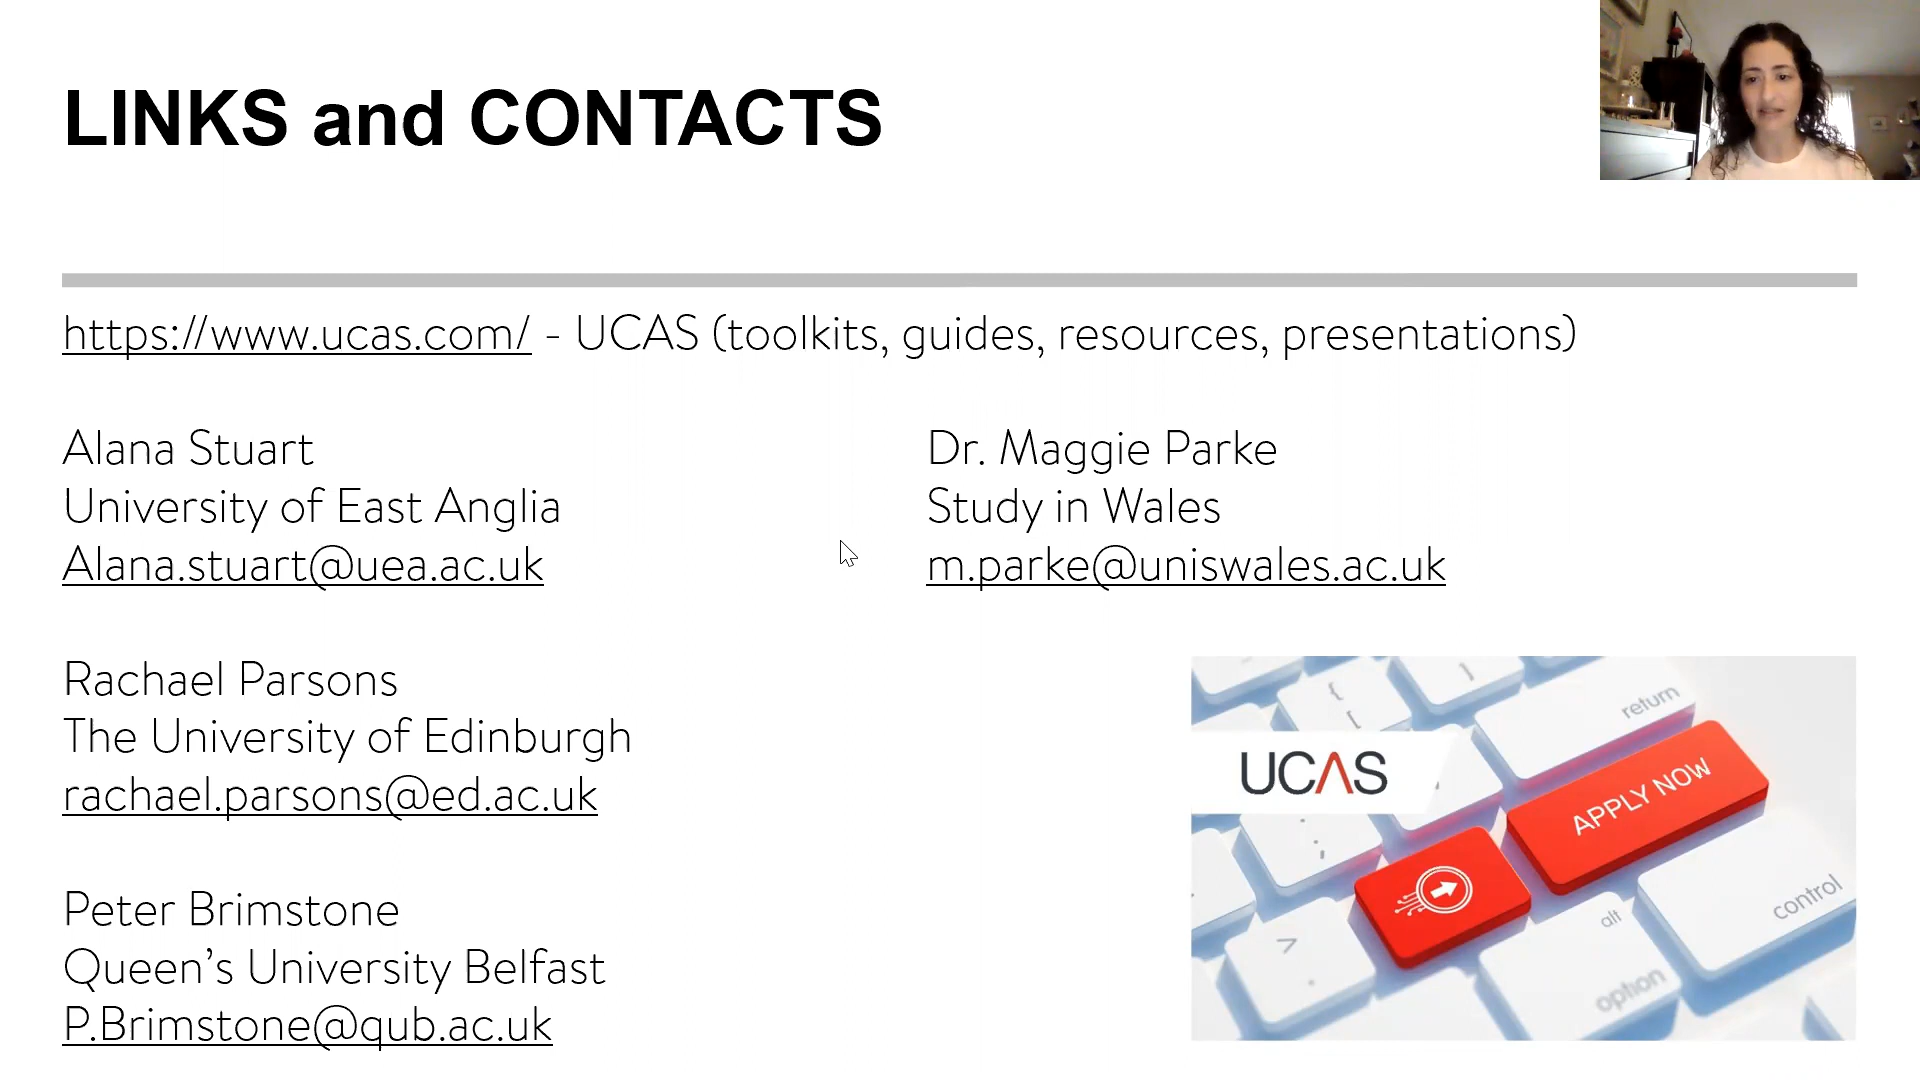 LINKS and CONTACTS
https://www.ucas.com/ - UCAS (toolkits, guides, resources, presentations)
Alana Stuart
University of East Anglia
Alana.stuart@uea.ac.uk
Dr. Maggie Parke
Study in Wales
m.parke@uniswales.ac.uk
Rachael Parsons
The University of Edinburgh
rachael.parsons@ed.ac.uk
Peter Brimstone
Queen’s University Belfast
P.Brimstone@qub.ac.uk
UCAS
return
APPLY NOW
control
alt
option